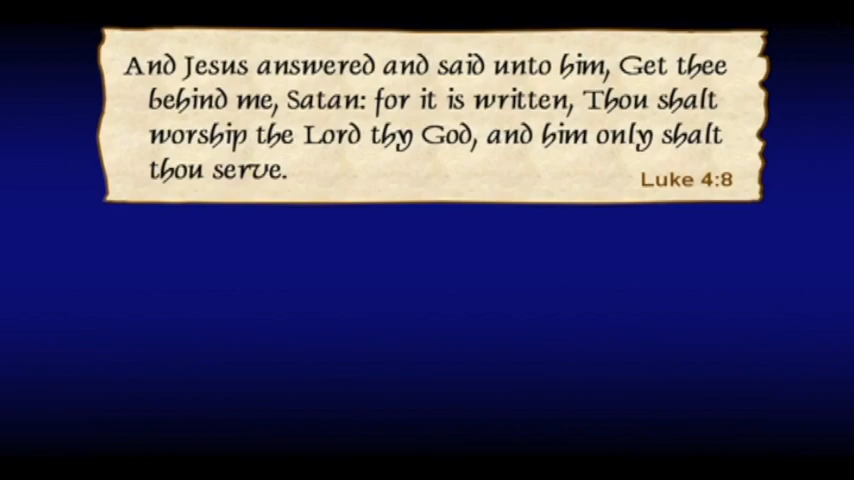 And Jesus answered and said unto him, Get thee
behind me, Satan: for it is written, Thou shalt
worship the Lord thy God, and him only shalt
thou serve.
Luke 4:8